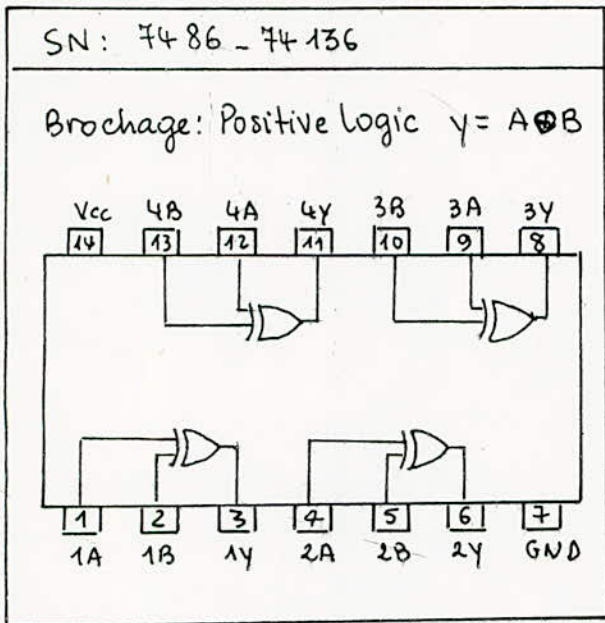 SN: 7486-74136
Brochage: Positive Logic y = A⊕B
Vcc 4B 4A 4Y 3B 3A 3Y
14 13 12 11 10 9 8
1 2 3 4 5 6 7
1A 1B 1Y 2A 2B 2Y GND